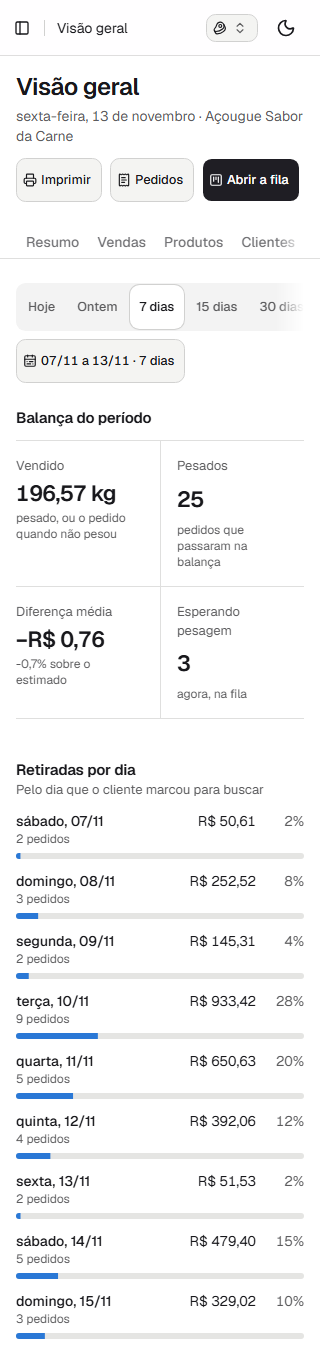 Visão geral
Visão geral
sexta-feira, 13 de novembro · Açougue Sabor
da Carne
Imprimir
Pedidos
Abrir a fila
Resumo
Vendas
Produtos
Clientes
Hoje
Ontem
7 dias
15 dias
30 dias
07/11 a 13/11 · 7 dias
Balança do período
Vendido
196,57 kg
pesado, ou o pedido
quando não pesou
Pesados
25
pedidos que
passaram na
balança
Diferença média
−R$ 0,76
-0,7% sobre o
estimado
Esperando
pesagem
3
agora, na fila
Retiradas por dia
Pelo dia que o cliente marcou para buscar
sábado, 07/11 R$ 50,61 2%
2 pedidos
domingo, 08/11 R$ 252,52 8%
3 pedidos
segunda, 09/11 R$ 145,31 4%
2 pedidos
terça, 10/11 R$ 933,42 28%
9 pedidos
quarta, 11/11 R$ 650,63 20%
5 pedidos
quinta, 12/11 R$ 392,06 12%
4 pedidos
sexta, 13/11 R$ 51,53 2%
2 pedidos
sábado, 14/11 R$ 479,40 15%
5 pedidos
domingo, 15/11 R$ 329,02 10%
3 pedidos